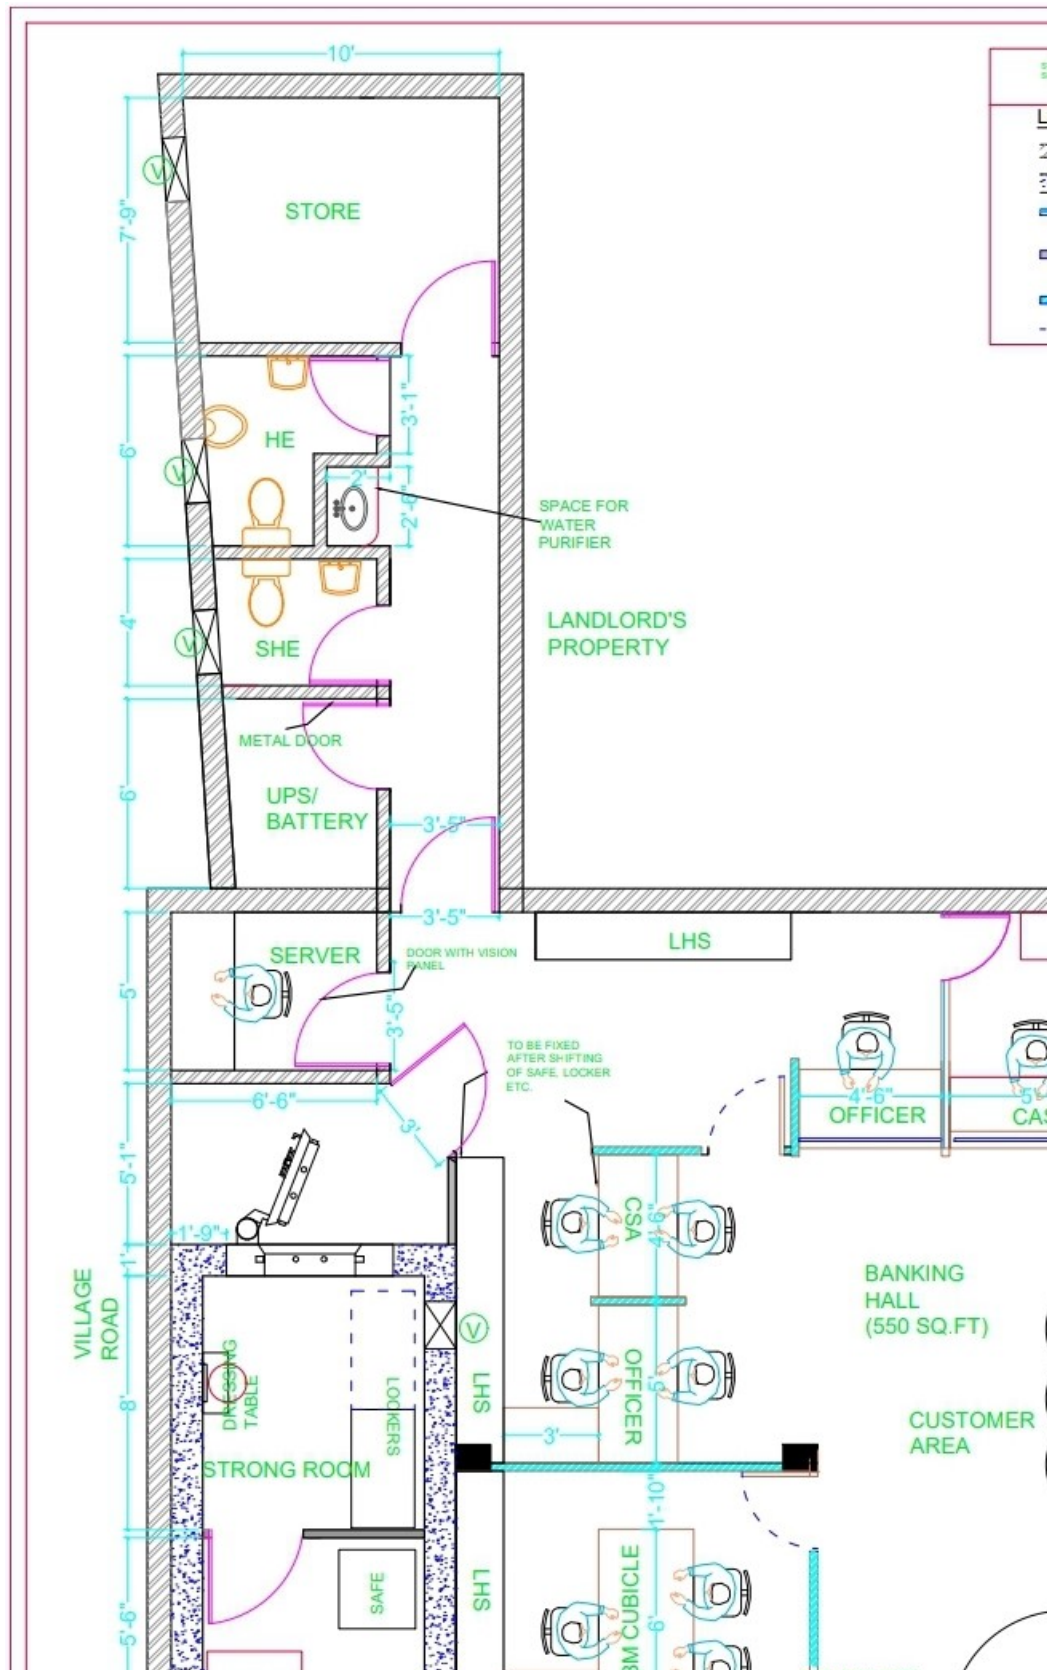 10'
7'-9"
V
STORE
6'
V
HE
3'-1"
2'
2'-6"
SPACE FOR
WATER
PURIFIER
4'
V
SHE
LANDLORD'S
PROPERTY
METAL DOOR
6'
UPS/
BATTERY
3'-5"
3'-5"
LHS
SERVER
DOOR WITH VISION
PANEL
5'
3'-5"
TO BE FIXED
AFTER SHIFTING
OF SAFE, LOCKER
ETC.
6'-6"
3'
4'-6"
5'
OFFICER
CAS
5'-1"
1'-9"
1'
CSA
4'-6"
VILLAGE
ROAD
BANKING
HALL
(550 SQ.FT)
V
DRESSING
TABLE
LOCKERS
LHS
OFFICER
5'
8'
3'
CUSTOMER
AREA
STRONG ROOM
1'-10"
SAFE
LHS
BM CUBICLE
6'
5'-6"